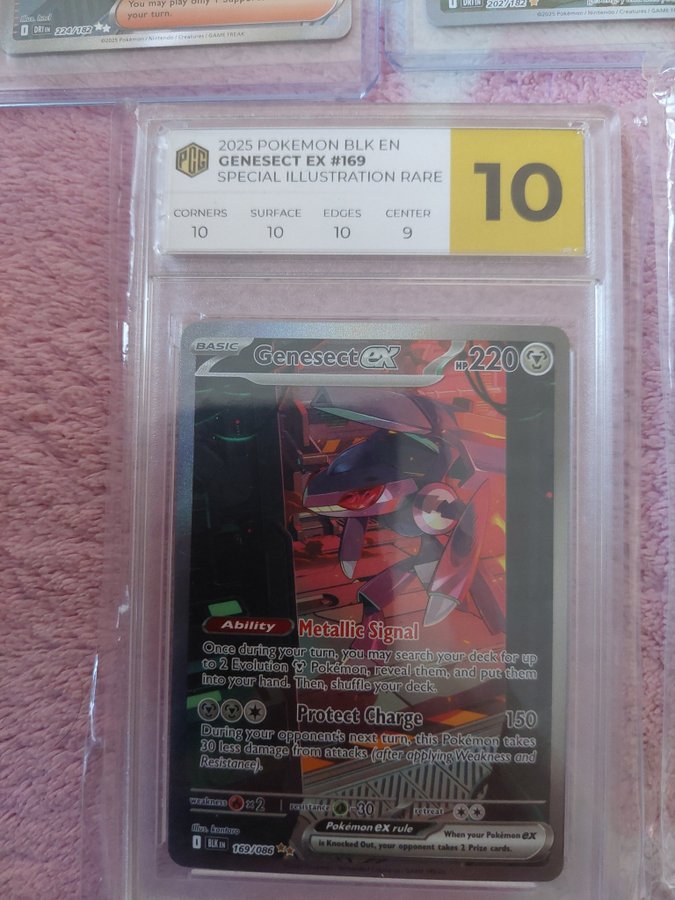 You may play only 1 Support
your turn.
Illus. kml
I DRI EN 224/182
©2025 Pokémon / Nintendo / Creatures / GAME FREAK
I DRI EN 202/182
©2025 Pokémon / Nintendo / Creatures / GAME FREAK
PCG
2025 POKEMON BLK EN
GENESECT EX #169
SPECIAL ILLUSTRATION RARE
10
CORNERS SURFACE EDGES CENTER
10 10 10 9
BASIC Genesect ex HP 220
Ability Metallic Signal
Once during your turn, you may search your deck for up
to 2 Evolution Pokémon, reveal them, and put them
into your hand. Then, shuffle your deck.
Protect Charge 150
During your opponent's next turn, this Pokémon takes
30 less damage from attacks (after applying Weakness and
Resistance).
weakness ×2 resistance -30 retreat
Illus. kantaro
Pokémon ex rule
When your Pokémon ex
is Knocked Out, your opponent takes 2 Prize cards.
I BLK EN 169/086